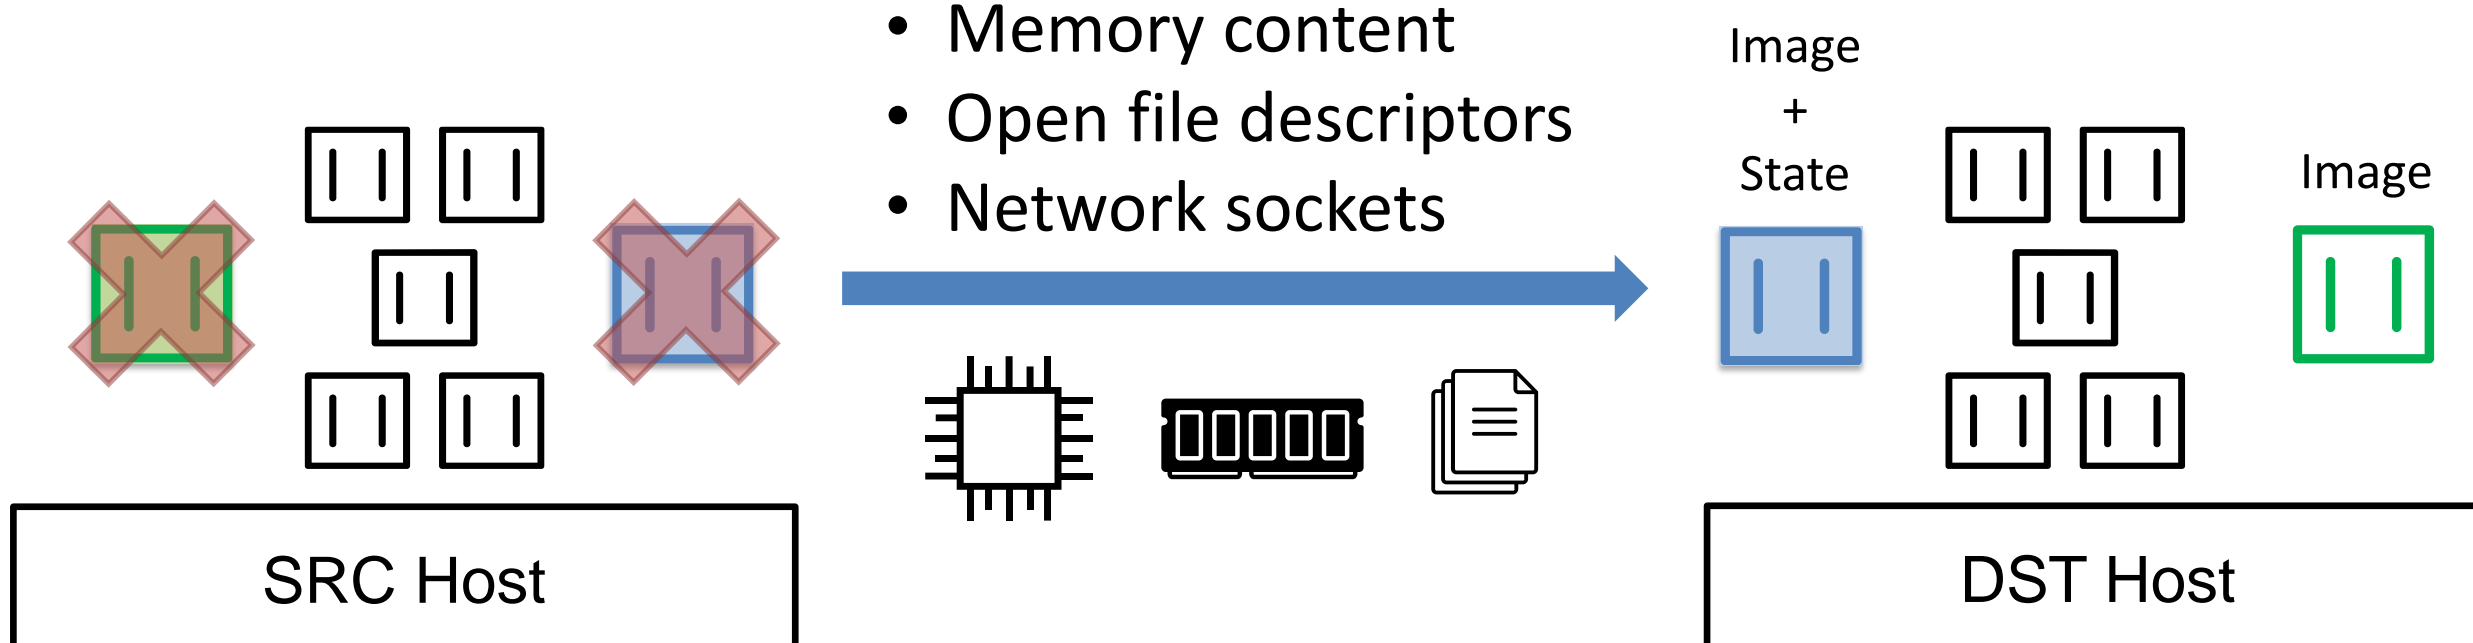 • Memory content
• Open file descriptors
• Network sockets
Image
+
State
Image
SRC Host
DST Host